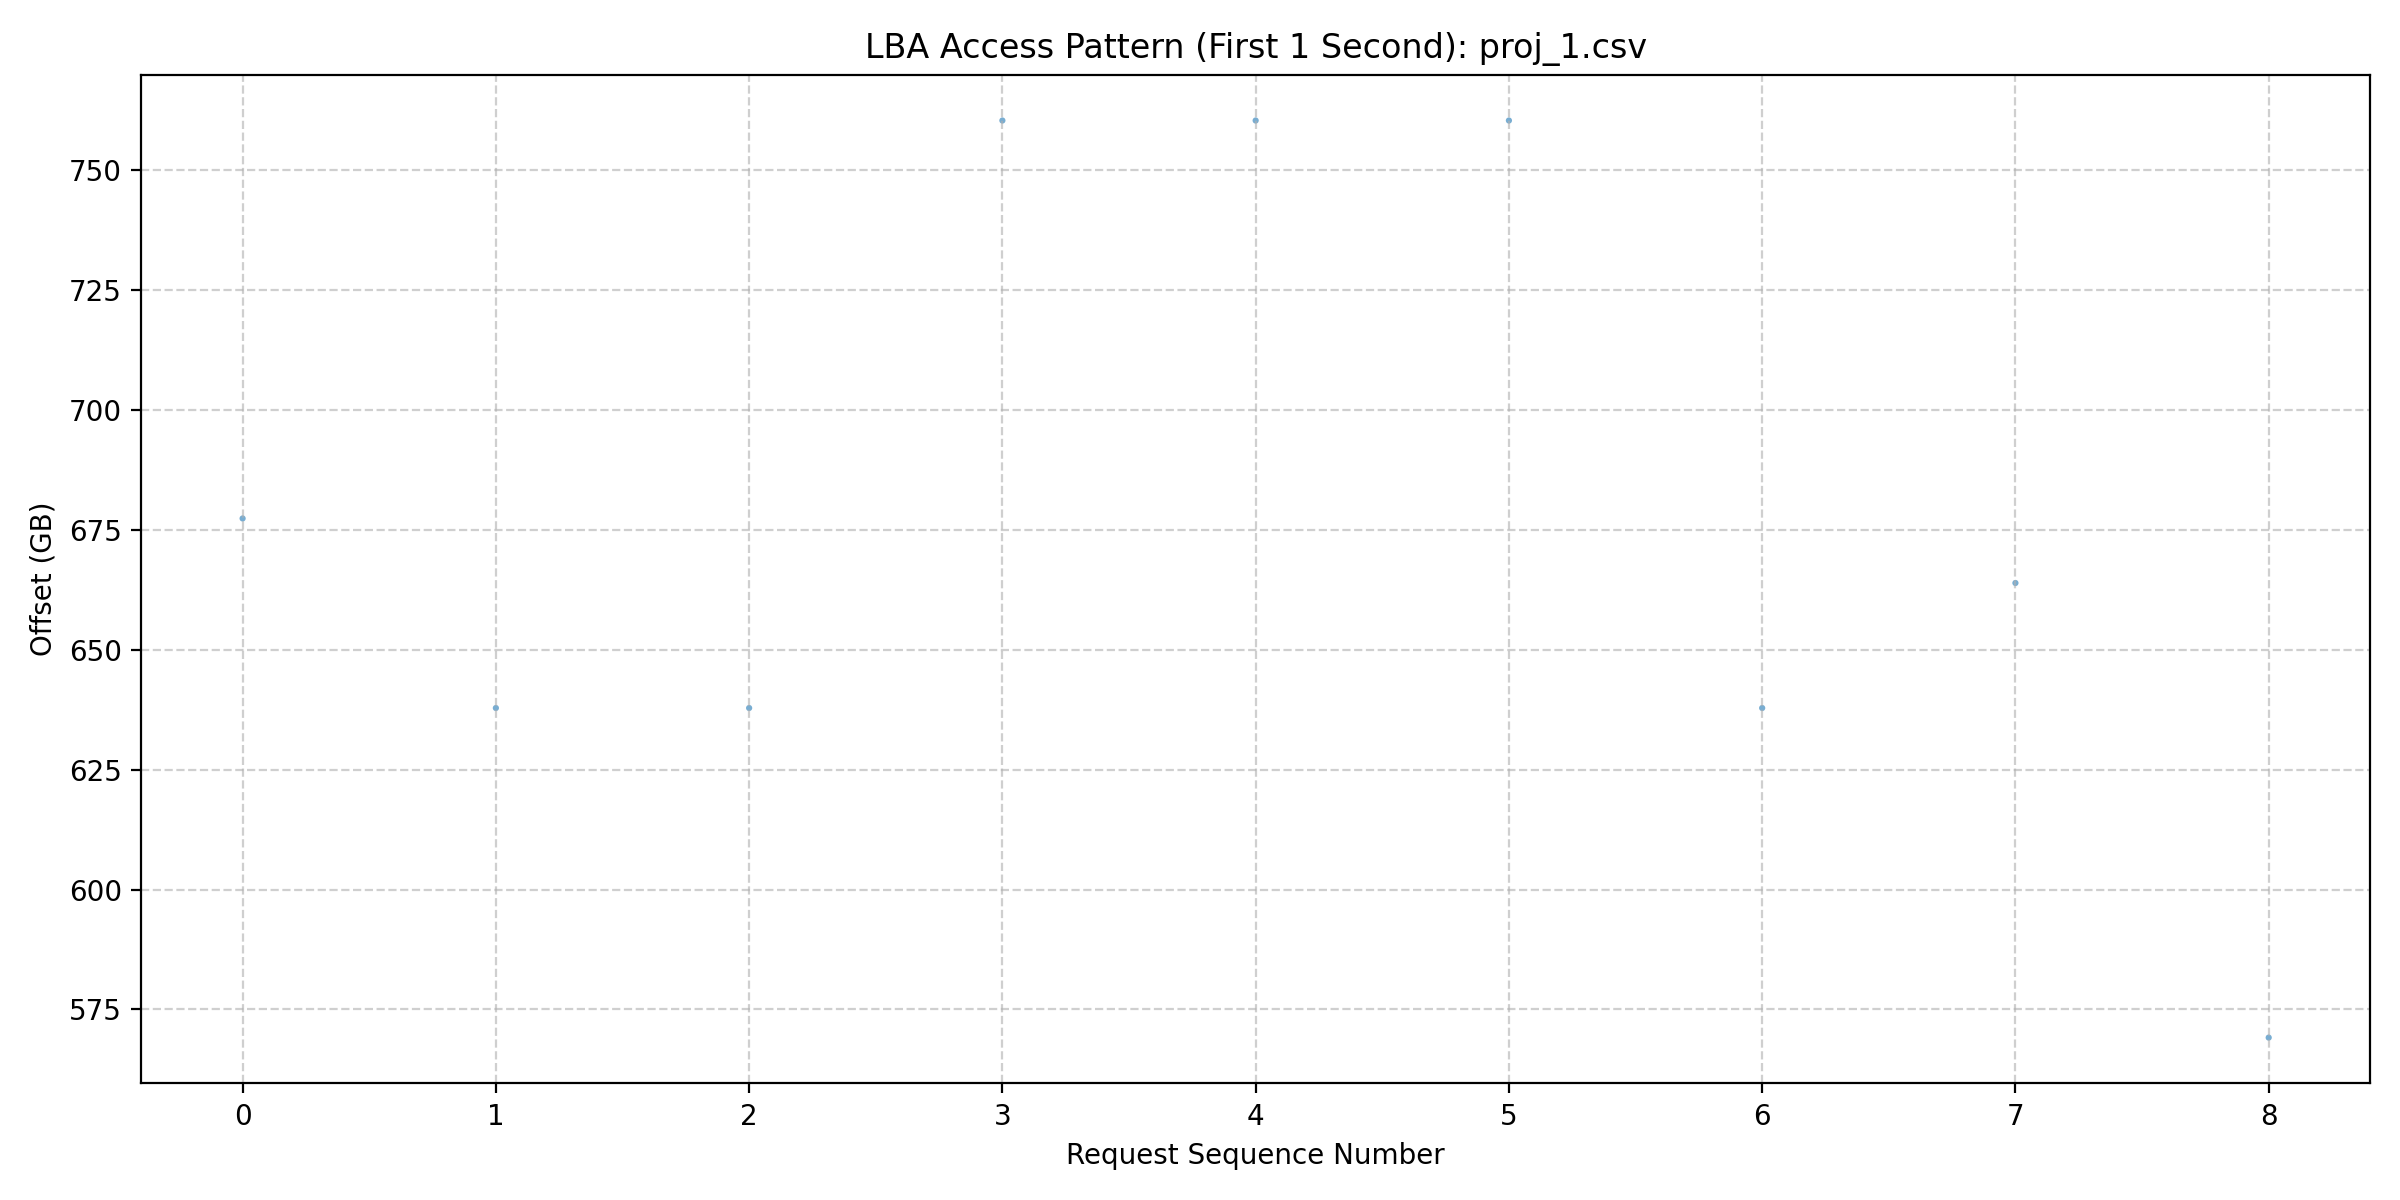 LBA Access Pattern (First 1 Second): proj_1.csv
Offset (GB)
750
725
700
675
650
625
600
575
0 1 2 3 4 5 6 7 8
Request Sequence Number